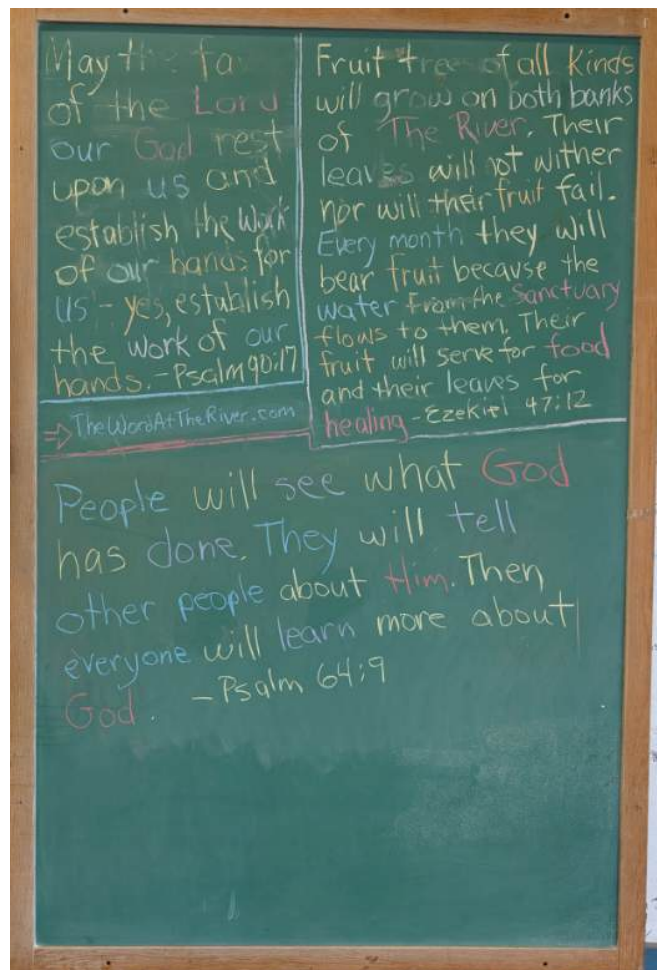 May the fa
of the Lord
our God rest
upon us and
establish the work
of our hands for
us - yes, establish
the work of our
hands. - Psalm 90:17
Fruit trees of all kinds
will grow on both banks
of The River. Their
leaves will not wither
nor will their fruit fail.
Every month they will
bear fruit because the
water from the Sanctuary
flows to them. Their
fruit will serve for food
and their leaves for
healing - Ezekiel 47:12
⇒ TheWordAtTheRiver.com
People will see what God
has done. They will tell
other people about Him. Then
everyone will learn more about
God. - Psalm 64:9